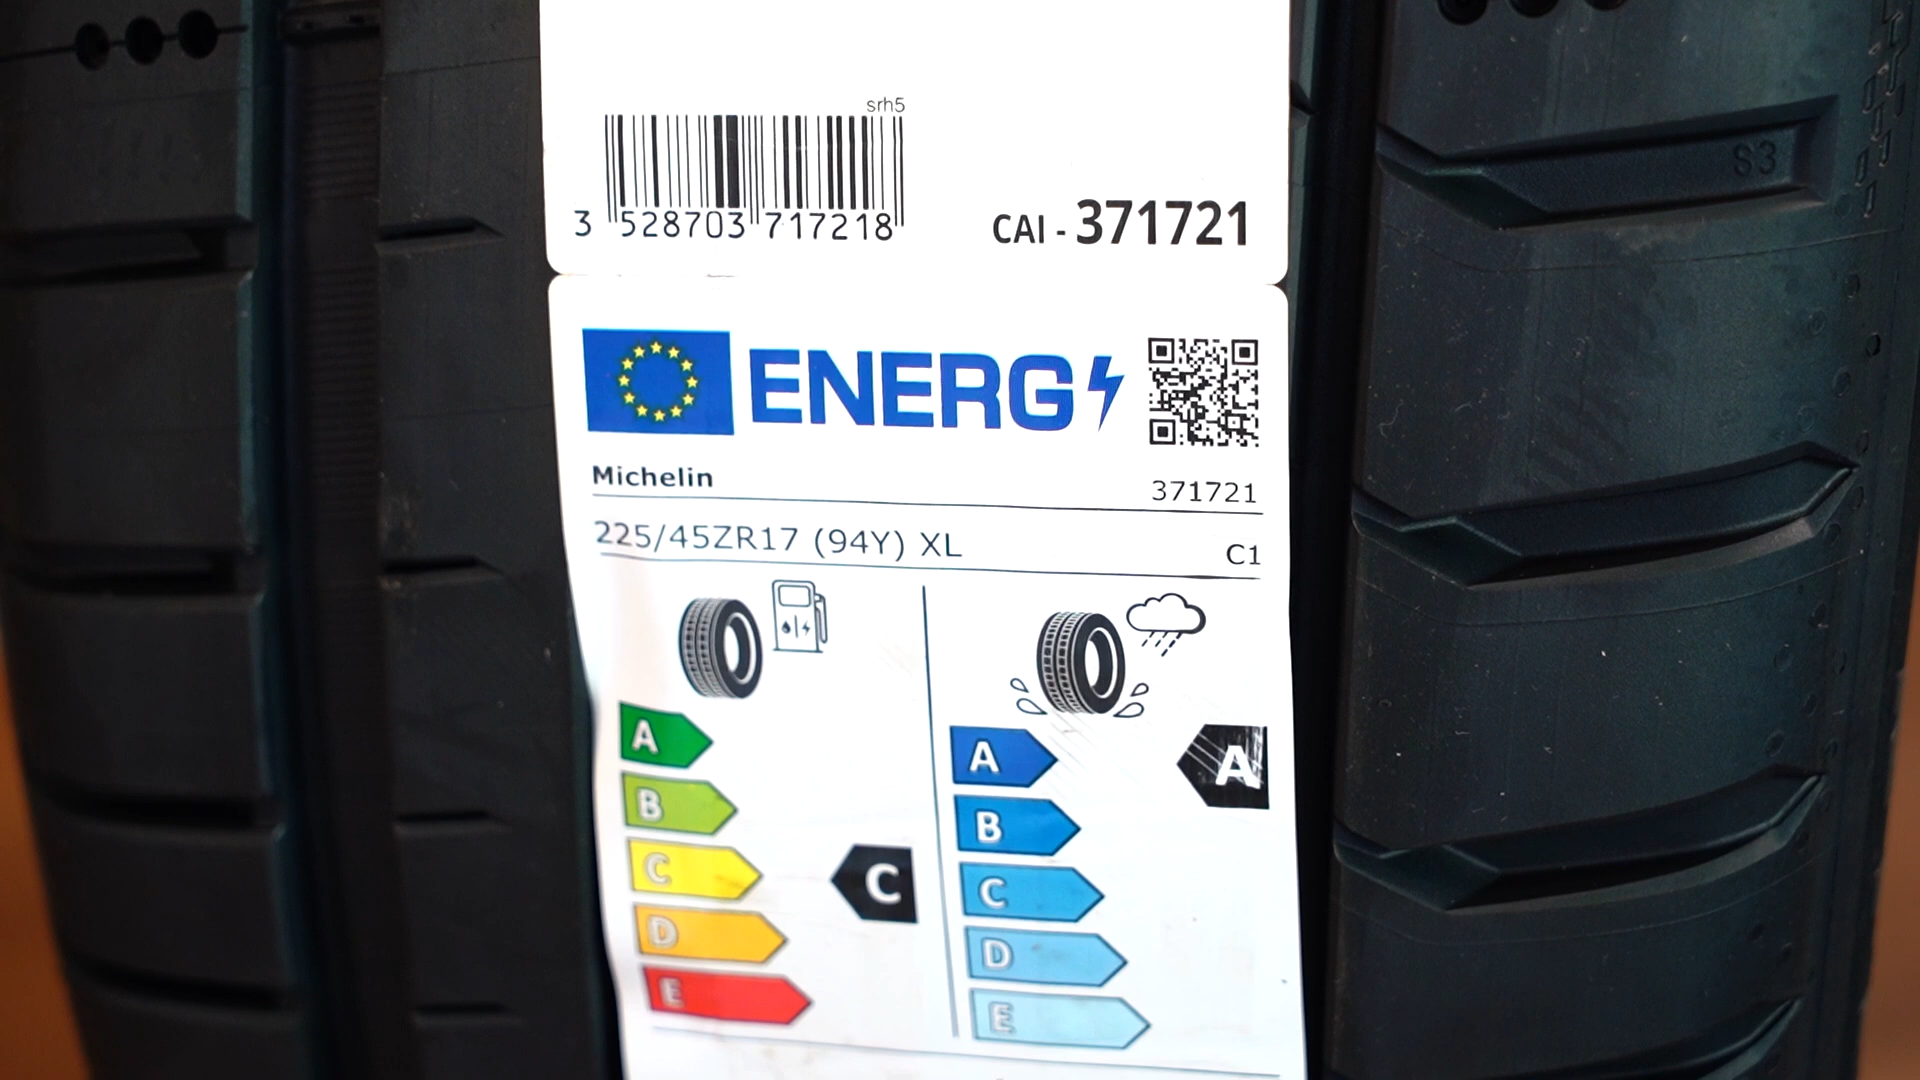 srh5
3 528703 717218
CAI - 371721
ENERG
Michelin
371721
225/45ZR17 (94Y) XL
C1
A
B
C
D
E
C
A
B
C
D
E
A
S3